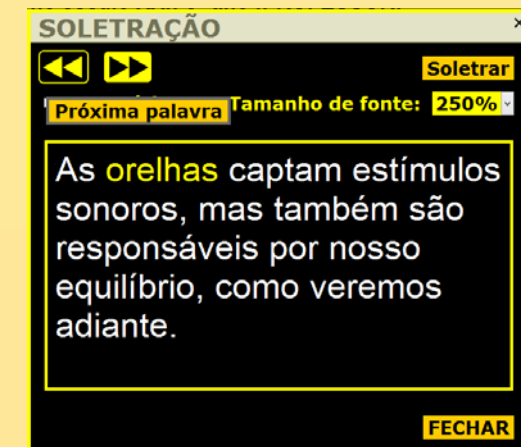 SOLETRAÇÃO
Soletrar
Próxima palavra
Tamanho de fonte: 250%
As orelhas captam estímulos
sonoros, mas também são
responsáveis por nosso
equilíbrio, como veremos
adiante.
FECHAR